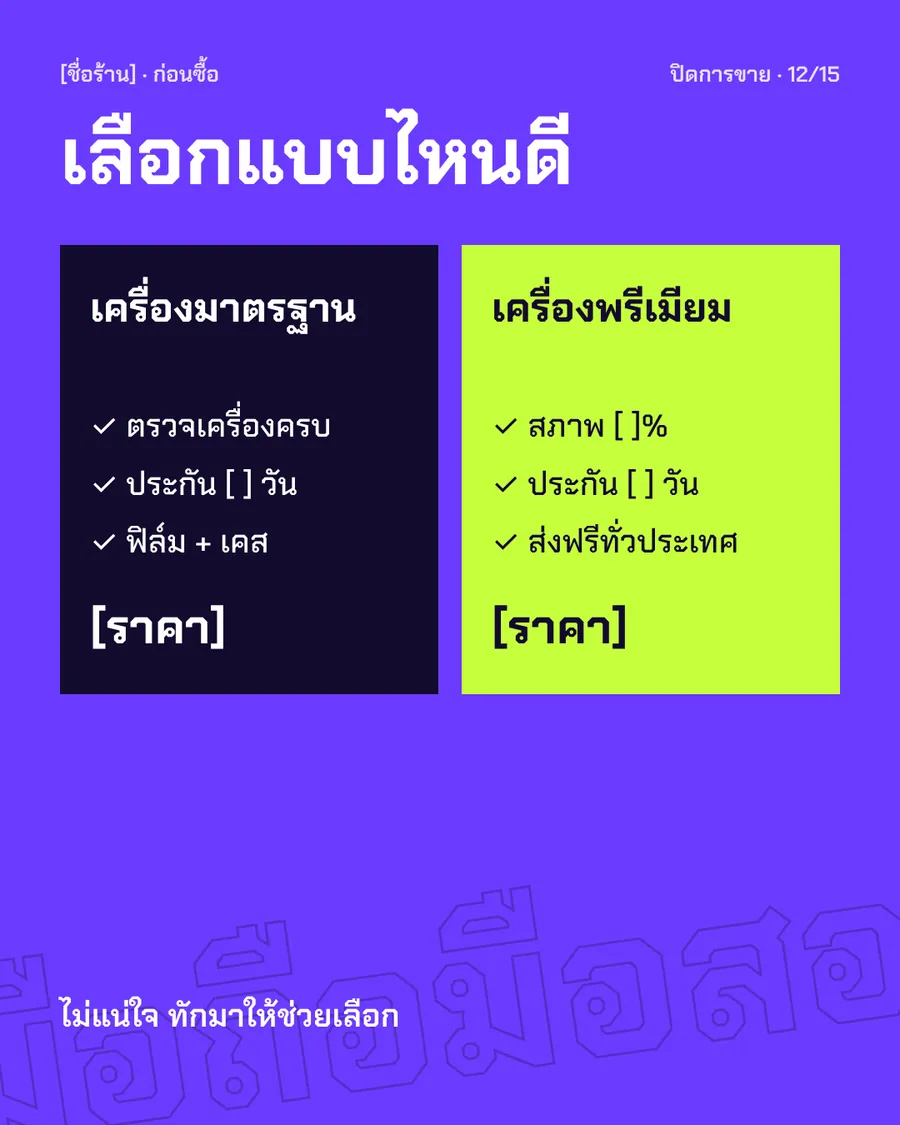 [ชื่อร้าน] · ก่อนซื้อ
ปิดการขาย · 12/15
เลือกแบบไหนดี
เครื่องมาตรฐาน
✓ ตรวจเครื่องครบ
✓ ประกัน [ ] วัน
✓ ฟิล์ม + เคส
[ราคา]
เครื่องพรีเมียม
✓ สภาพ [ ]%
✓ ประกัน [ ] วัน
✓ ส่งฟรีทั่วประเทศ
[ราคา]
ไม่แน่ใจ ทักมาให้ช่วยเลือก
มือถือมือสอ